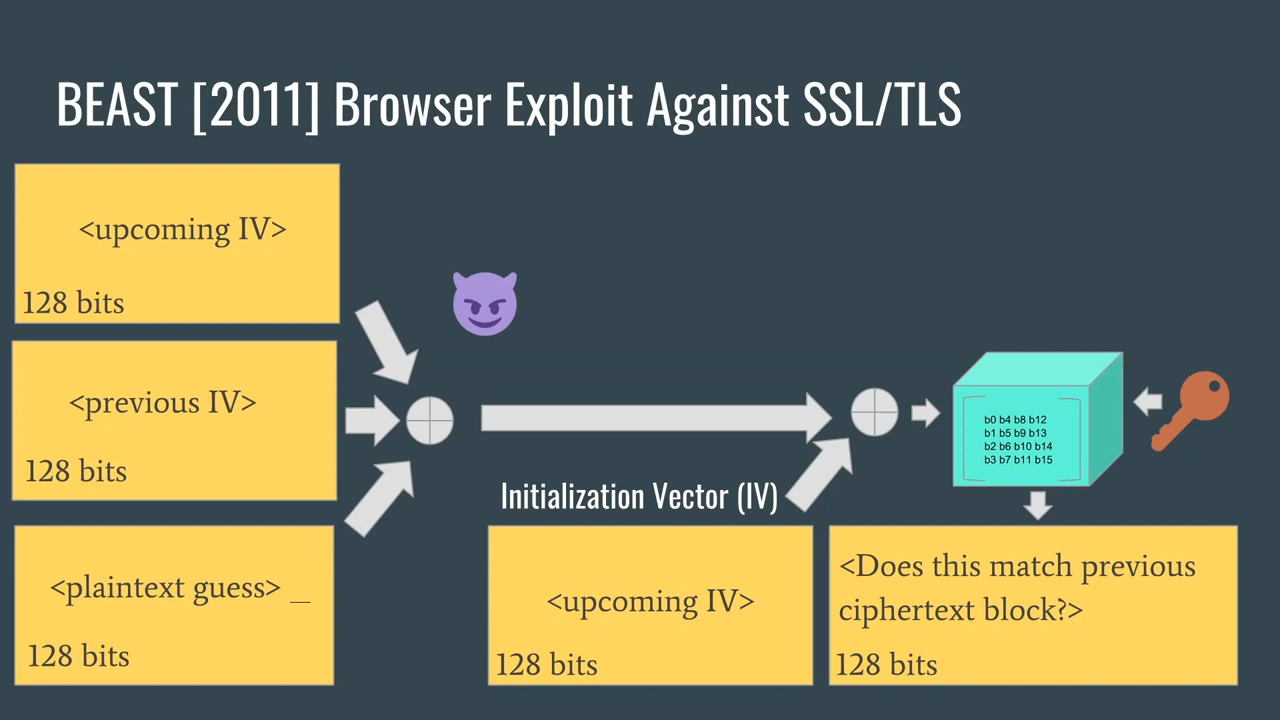 BEAST [2011] Browser Exploit Against SSL/TLS
<upcoming IV>
128 bits
<previous IV>
128 bits
<plaintext guess> _
128 bits
Initialization Vector (IV)
<upcoming IV>
128 bits
b0 b4 b8 b12
b1 b5 b9 b13
b2 b6 b10 b14
b3 b7 b11 b15
<Does this match previous
ciphertext block?>
128 bits